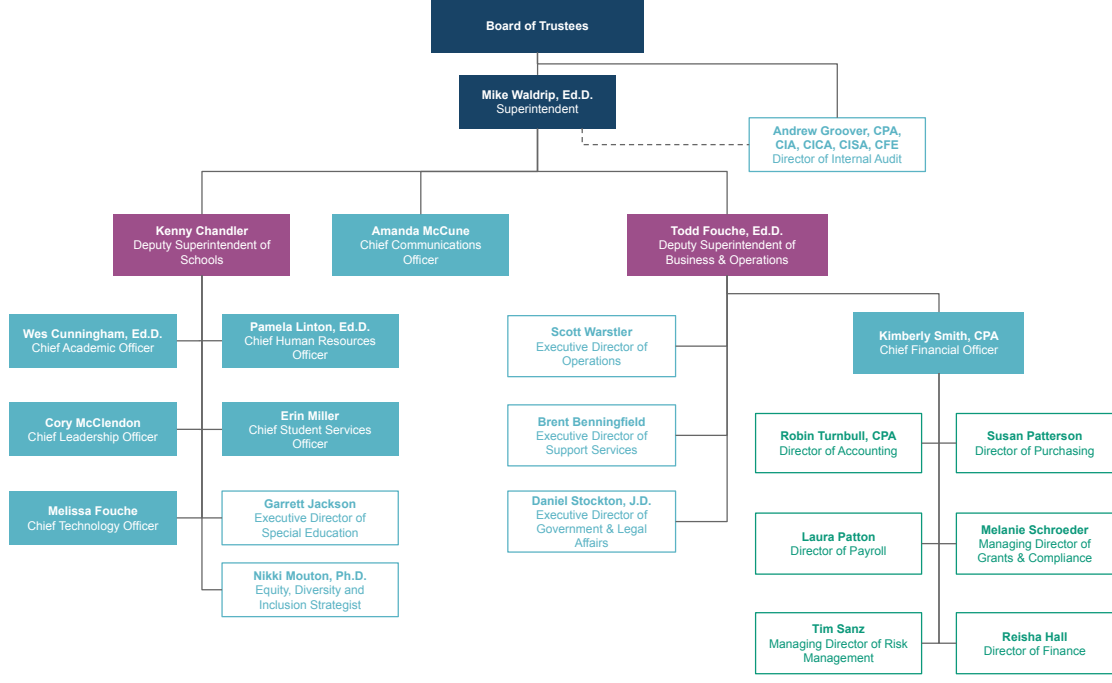 Board of Trustees
Mike Waldrip, Ed.D.
Superintendent
Andrew Groover, CPA,
CIA, CICA, CISA, CFE
Director of Internal Audit
Kenny Chandler
Deputy Superintendent of
Schools
Amanda McCune
Chief Communications
Officer
Todd Fouche, Ed.D.
Deputy Superintendent of
Business & Operations
Wes Cunningham, Ed.D.
Chief Academic Officer
Pamela Linton, Ed.D.
Chief Human Resources
Officer
Scott Warstler
Executive Director of
Operations
Kimberly Smith, CPA
Chief Financial Officer
Cory McClendon
Chief Leadership Officer
Erin Miller
Chief Student Services
Officer
Brent Benningfield
Executive Director of
Support Services
Robin Turnbull, CPA
Director of Accounting
Susan Patterson
Director of Purchasing
Melissa Fouche
Chief Technology Officer
Garrett Jackson
Executive Director of
Special Education
Daniel Stockton, J.D.
Executive Director of
Government & Legal
Affairs
Laura Patton
Director of Payroll
Melanie Schroeder
Managing Director of
Grants & Compliance
Nikki Mouton, Ph.D.
Equity, Diversity and
Inclusion Strategist
Tim Sanz
Managing Director of Risk
Management
Reisha Hall
Director of Finance